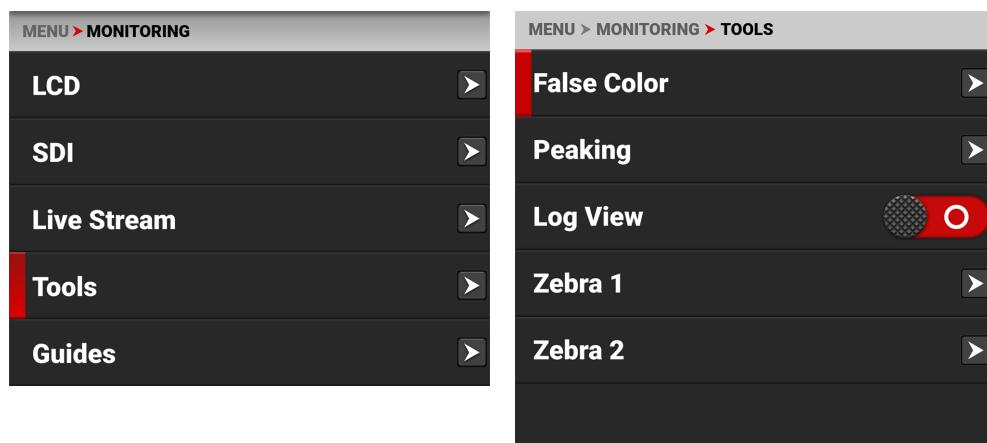 MENU > MONITORING
LCD
SDI
Live Stream
Tools
Guides
MENU > MONITORING > TOOLS
False Color
Peaking
Log View
Zebra 1
Zebra 2